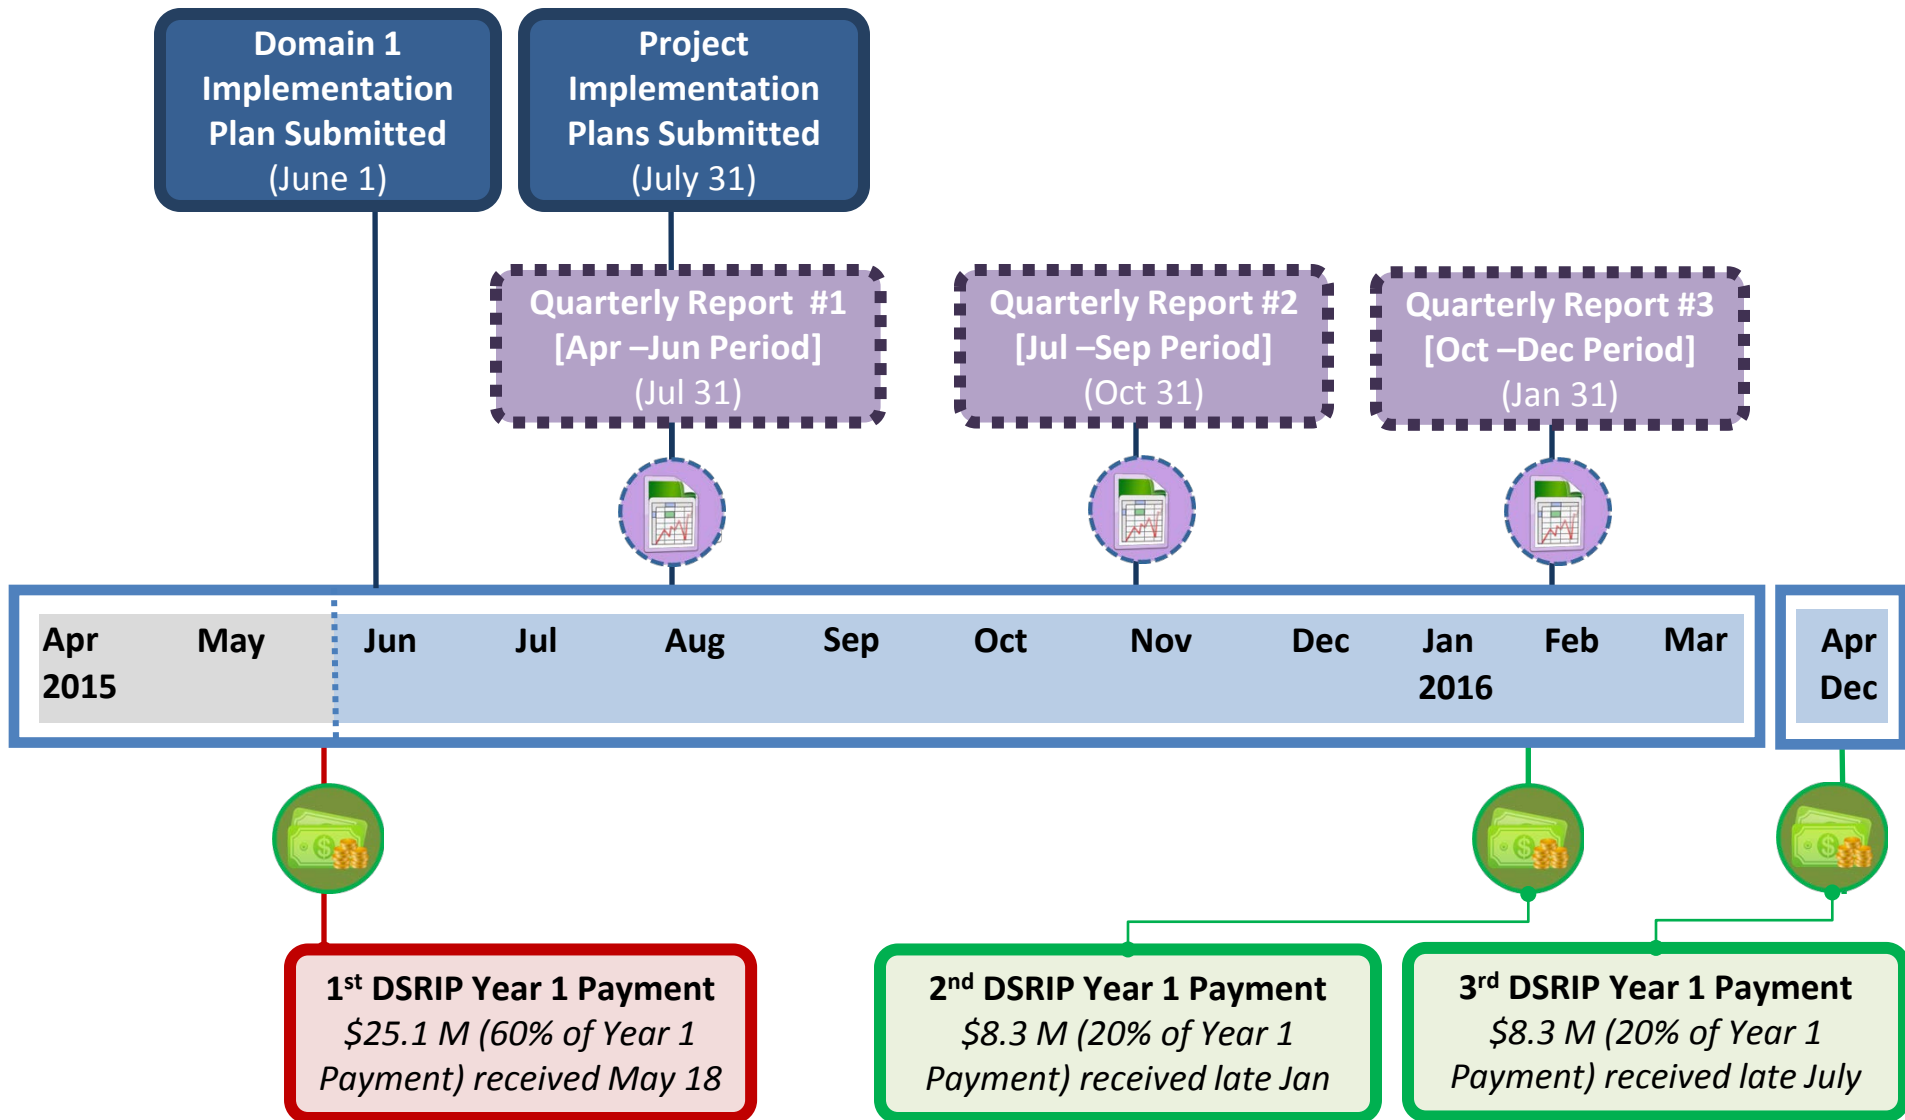 Domain 1
Implementation
Plan Submitted
(June 1)
Project
Implementation
Plans Submitted
(July 31)
Quarterly Report  #1
[Apr –Jun Period]
(Jul 31)
Quarterly Report #2
[Jul –Sep Period]
(Oct 31)
Quarterly Report #3
[Oct –Dec Period]
(Jan 31)
Apr
2015
May
Jun
Jul
Aug
Sep
Oct
Nov
Dec
Jan
2016
Feb
Mar
Apr
Dec
1st DSRIP Year 1 Payment
$25.1 M (60% of Year 1
Payment) received May 18
2nd DSRIP Year 1 Payment
$8.3 M (20% of Year 1
Payment) received late Jan
3rd DSRIP Year 1 Payment
$8.3 M (20% of Year 1
Payment) received late July